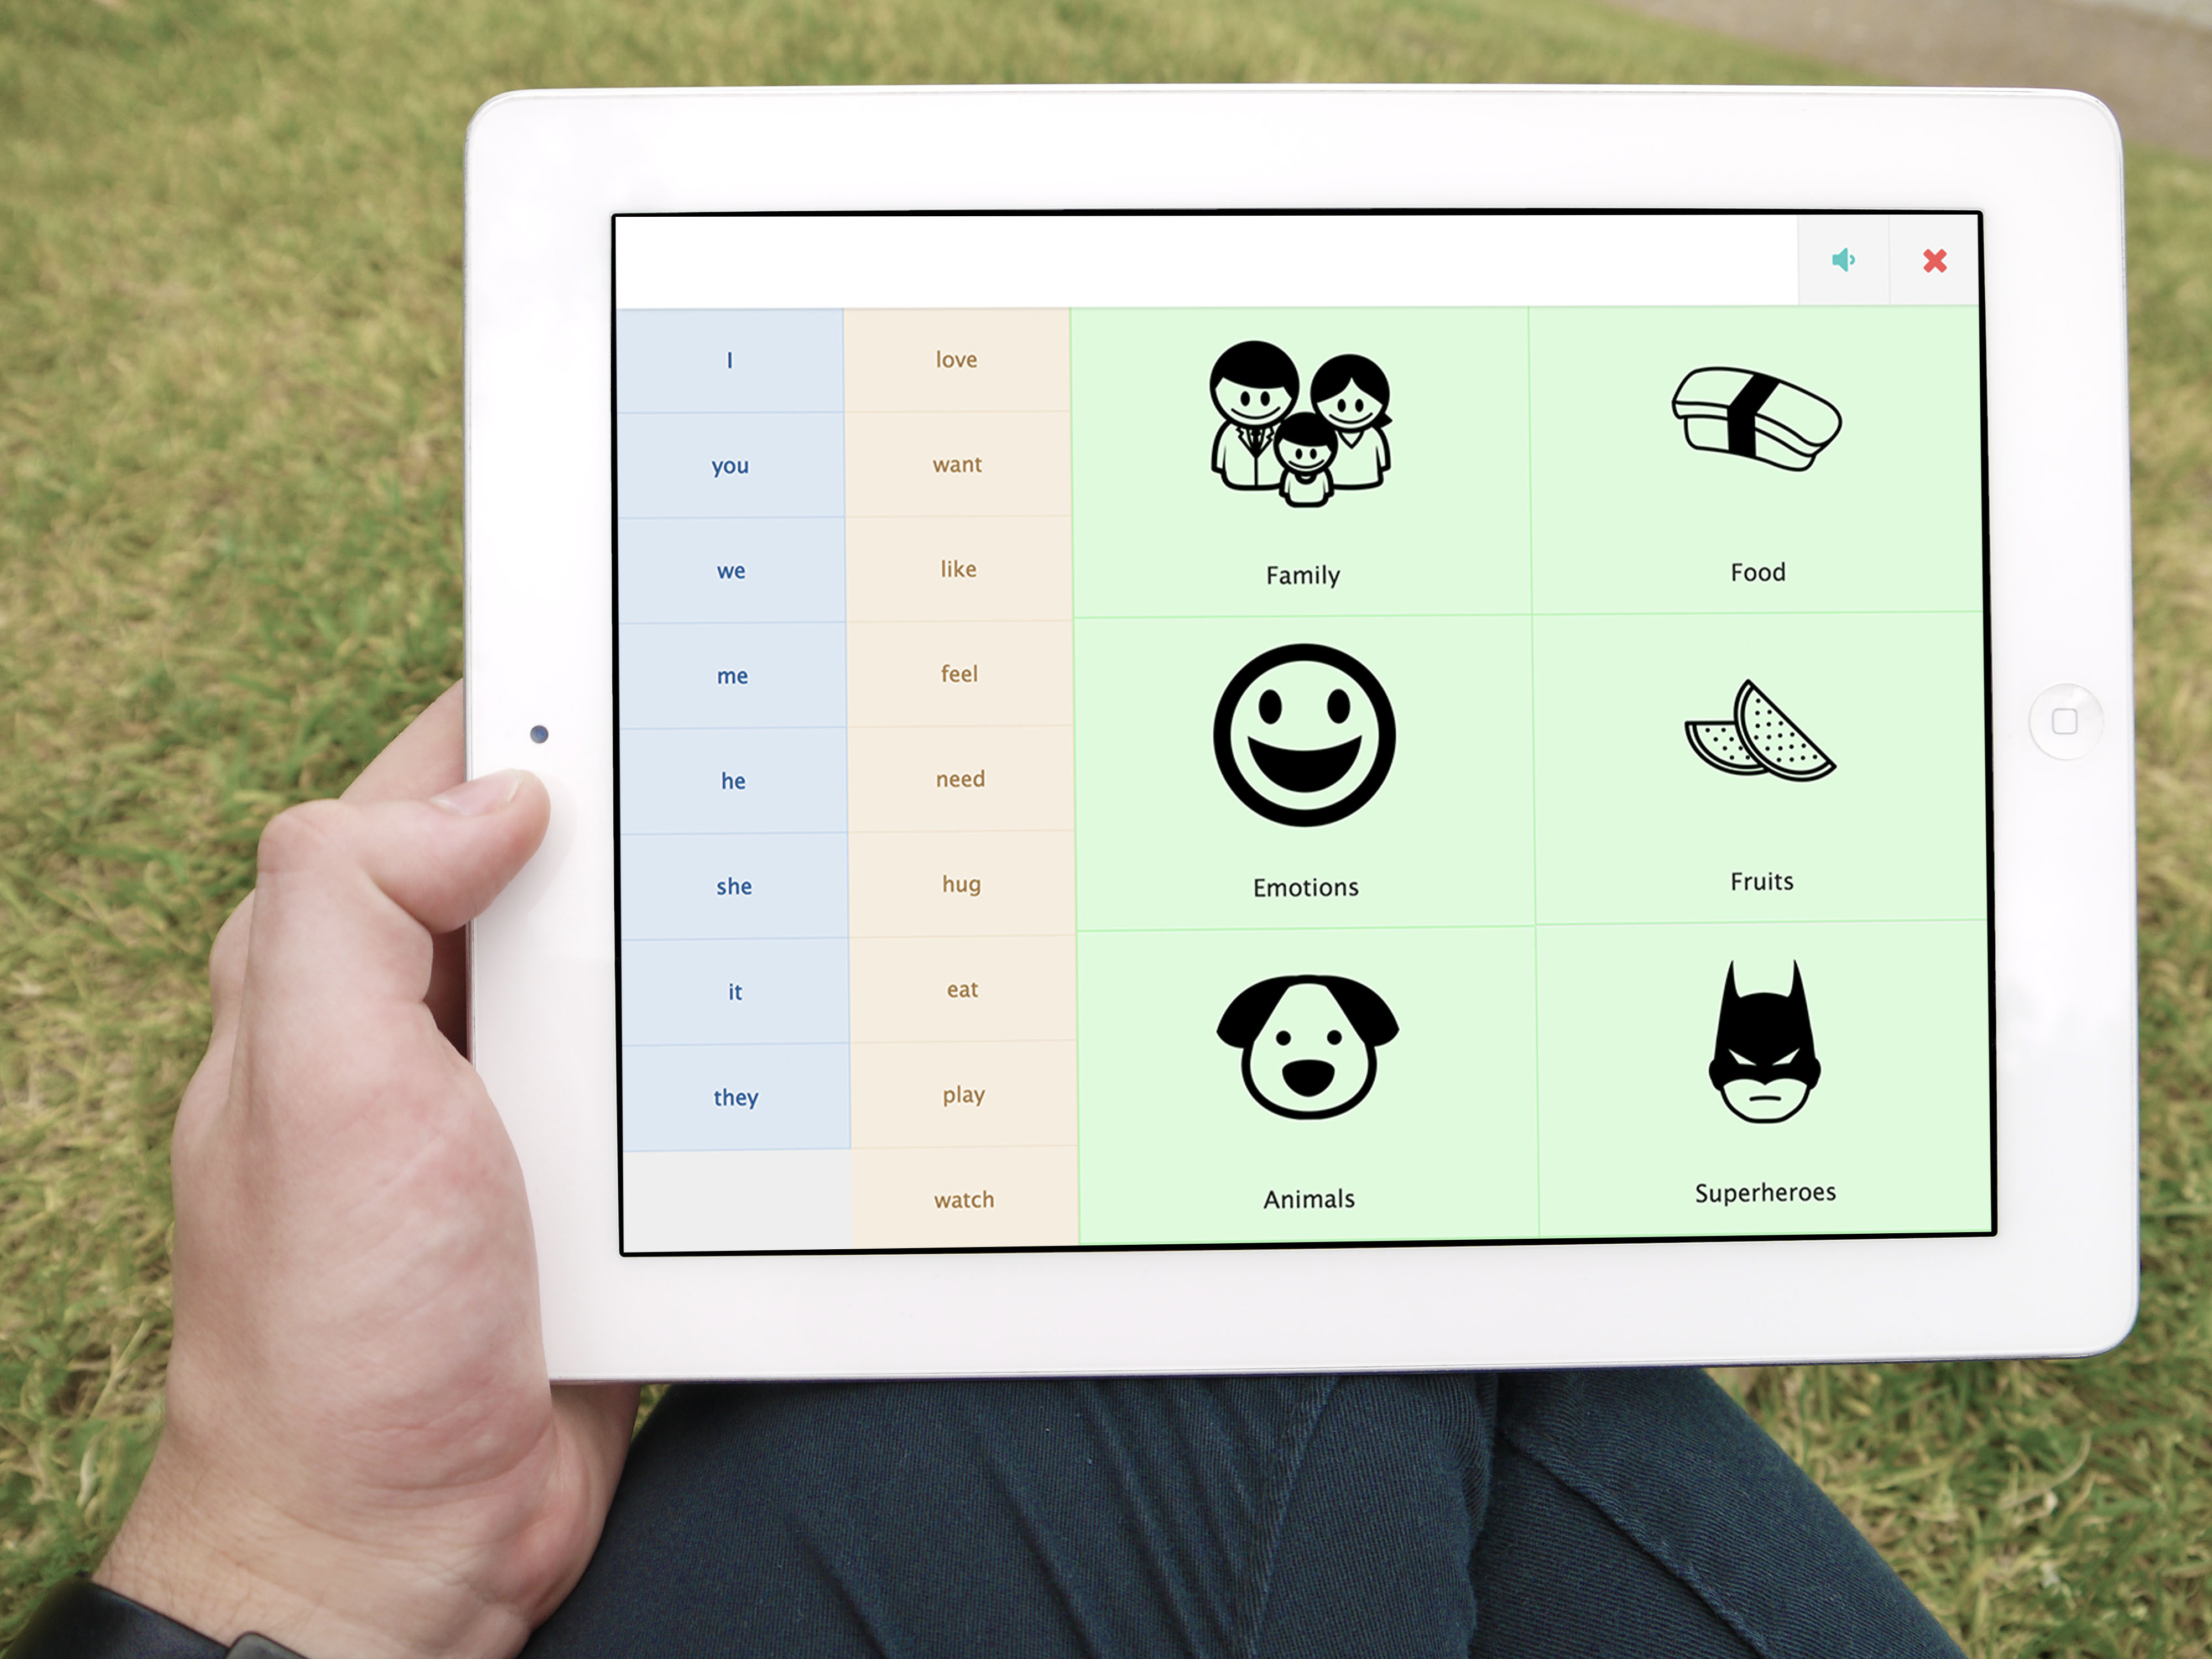 I
you
we
me
he
she
it
they
love
want
like
feel
need
hug
eat
play
watch
Family
Food
Emotions
Fruits
Animals
Superheroes